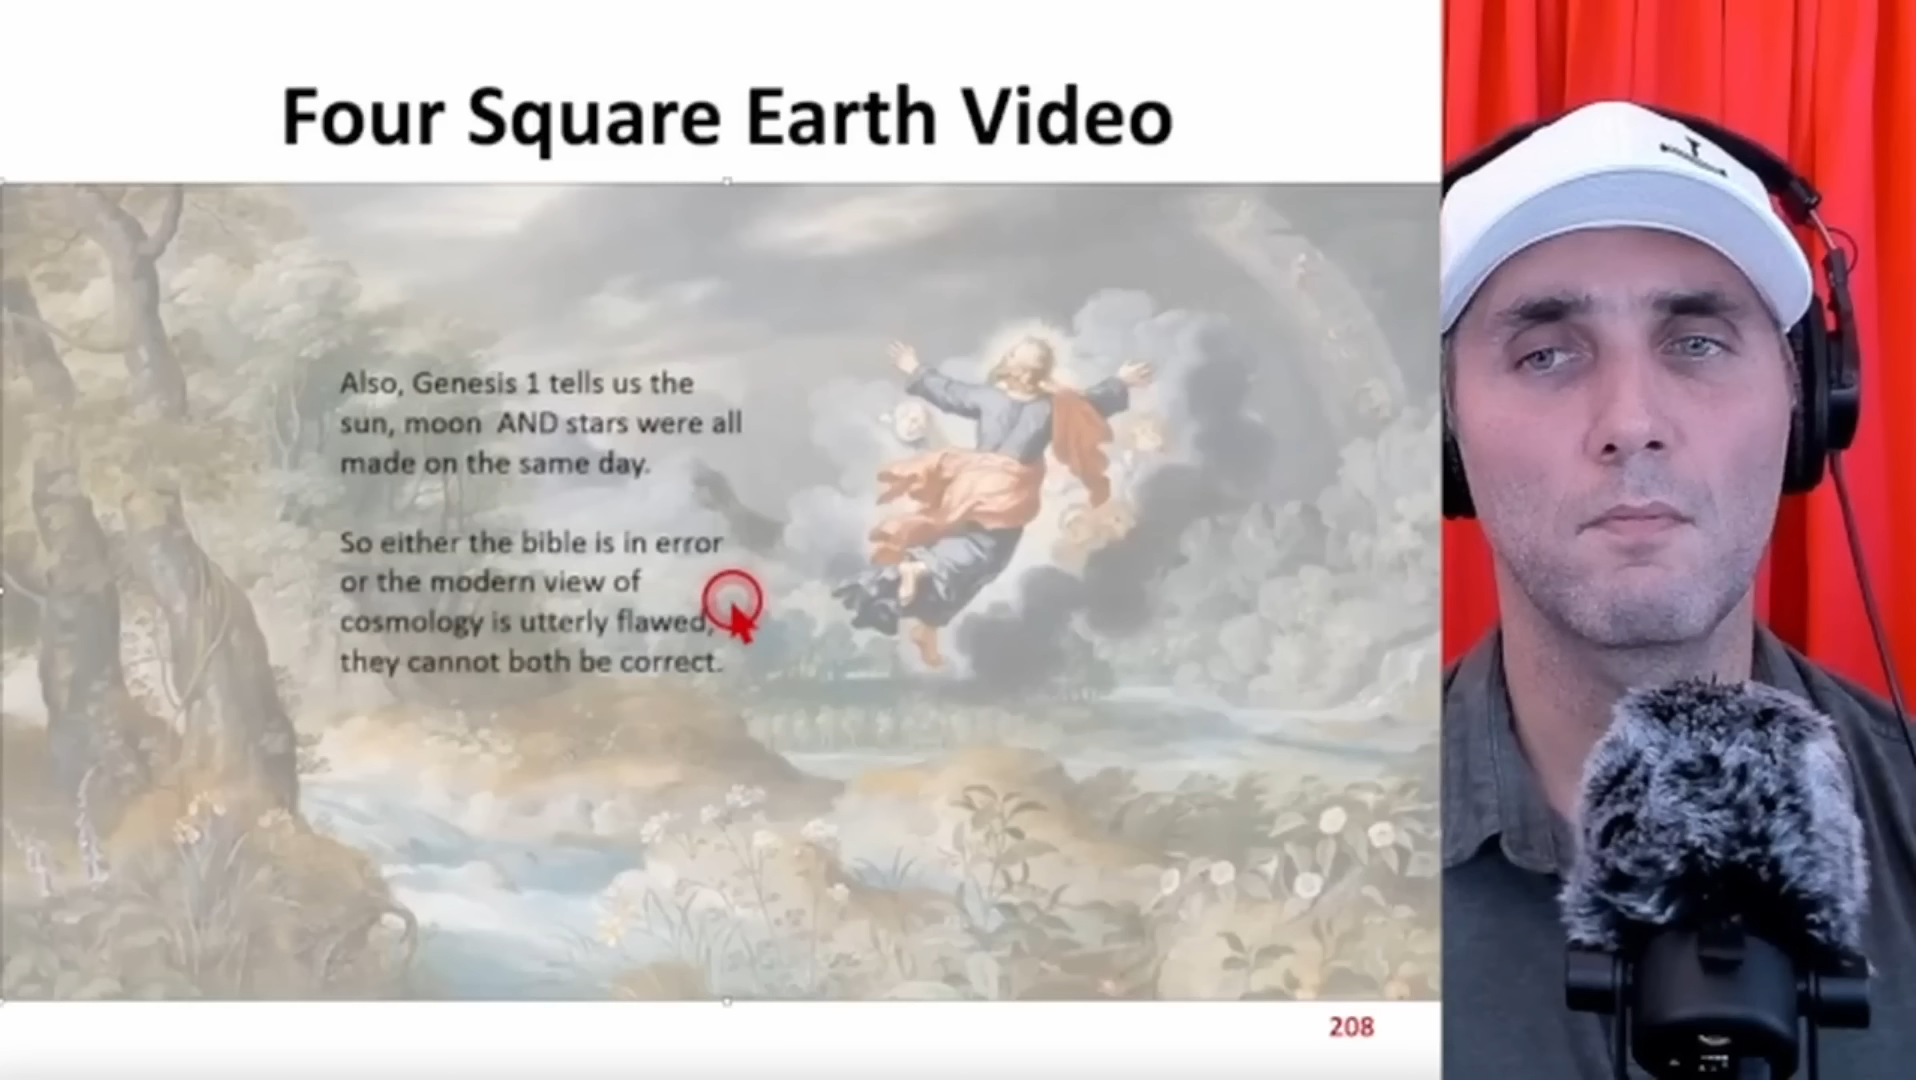 Four Square Earth Video
Also, Genesis 1 tells us the
sun, moon AND stars were all
made on the same day.
So either the bible is in error
or the modern view of
cosmology is utterly flawed,
they cannot both be correct.
208